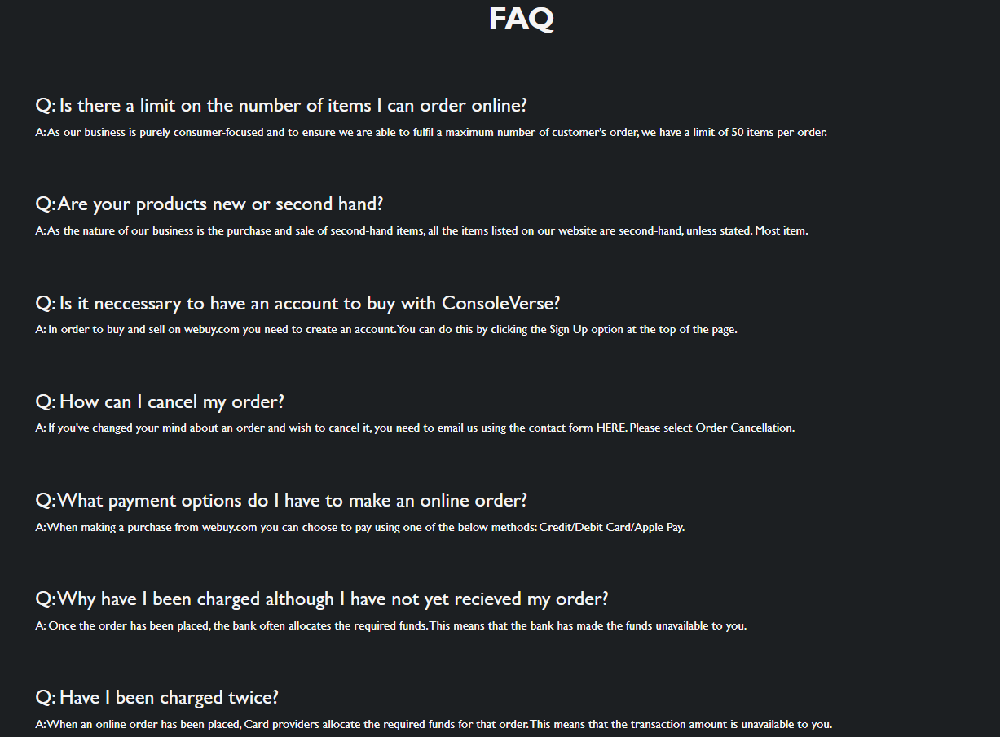 FAQ
Q: Is there a limit on the number of items I can order online?
A: As our business is purely consumer-focused and to ensure we are able to fulfil a maximum number of customer's order, we have a limit of 50 items per order.
Q: Are your products new or second hand?
A: As the nature of our business is the purchase and sale of second-hand items, all the items listed on our website are second-hand, unless stated. Most item.
Q: Is it neccessary to have an account to buy with ConsoleVerse?
A: In order to buy and sell on webuy.com you need to create an account. You can do this by clicking the Sign Up option at the top of the page.
Q: How can I cancel my order?
A: If you've changed your mind about an order and wish to cancel it, you need to email us using the contact form HERE. Please select Order Cancellation.
Q: What payment options do I have to make an online order?
A: When making a purchase from webuy.com you can choose to pay using one of the below methods: Credit/Debit Card/Apple Pay.
Q: Why have I been charged although I have not yet recieved my order?
A: Once the order has been placed, the bank often allocates the required funds. This means that the bank has made the funds unavailable to you.
Q: Have I been charged twice?
A: When an online order has been placed, Card providers allocate the required funds for that order. This means that the transaction amount is unavailable to you.